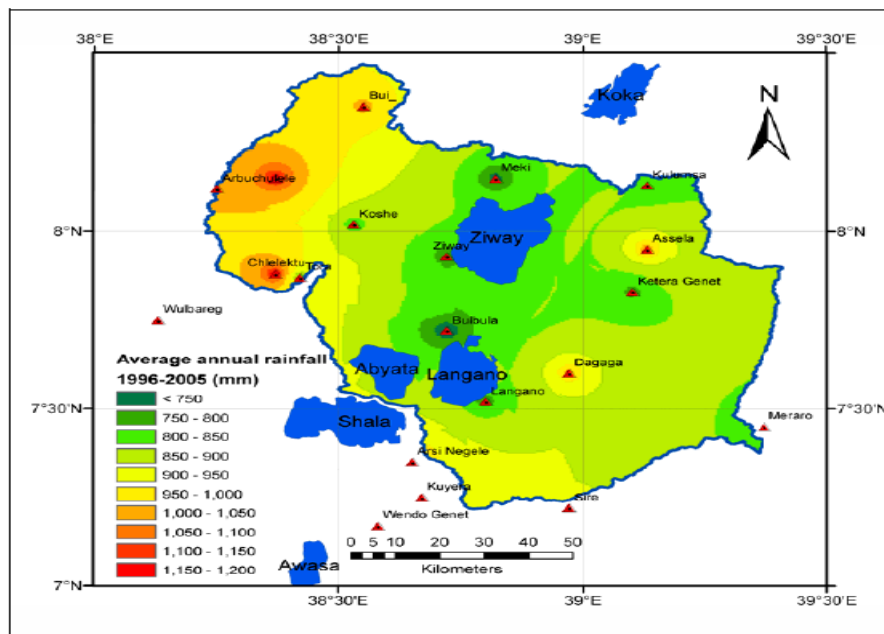 38° 38°30'E 39°E 39°30'E
Koka
N
Bui_
Meki
Arbuchulele
Kulumsa
Koshe
8°N 8°N
Ziway
Assela
Ziway
Chlelektu
Tora
Ketera Genet
Wulbareg
Bulbula
Average annual rainfall
1996-2005 (mm)
Abyata
Langano
Dagaga
< 750
750 - 800
800 - 850
850 - 900
900 - 950
950 - 1,000
1,000 - 1,050
1,050 - 1,100
1,100 - 1,150
1,150 - 1,200
Langano
7°30'N 7°30'N
Shala
Meraro
Arsi Negele
Kuyera
Sire
Wendo Genet
0 5 10 20 30 40 50
Kilometers
Awasa
7°N 7°N
38°30'E 39°E 39°30'E